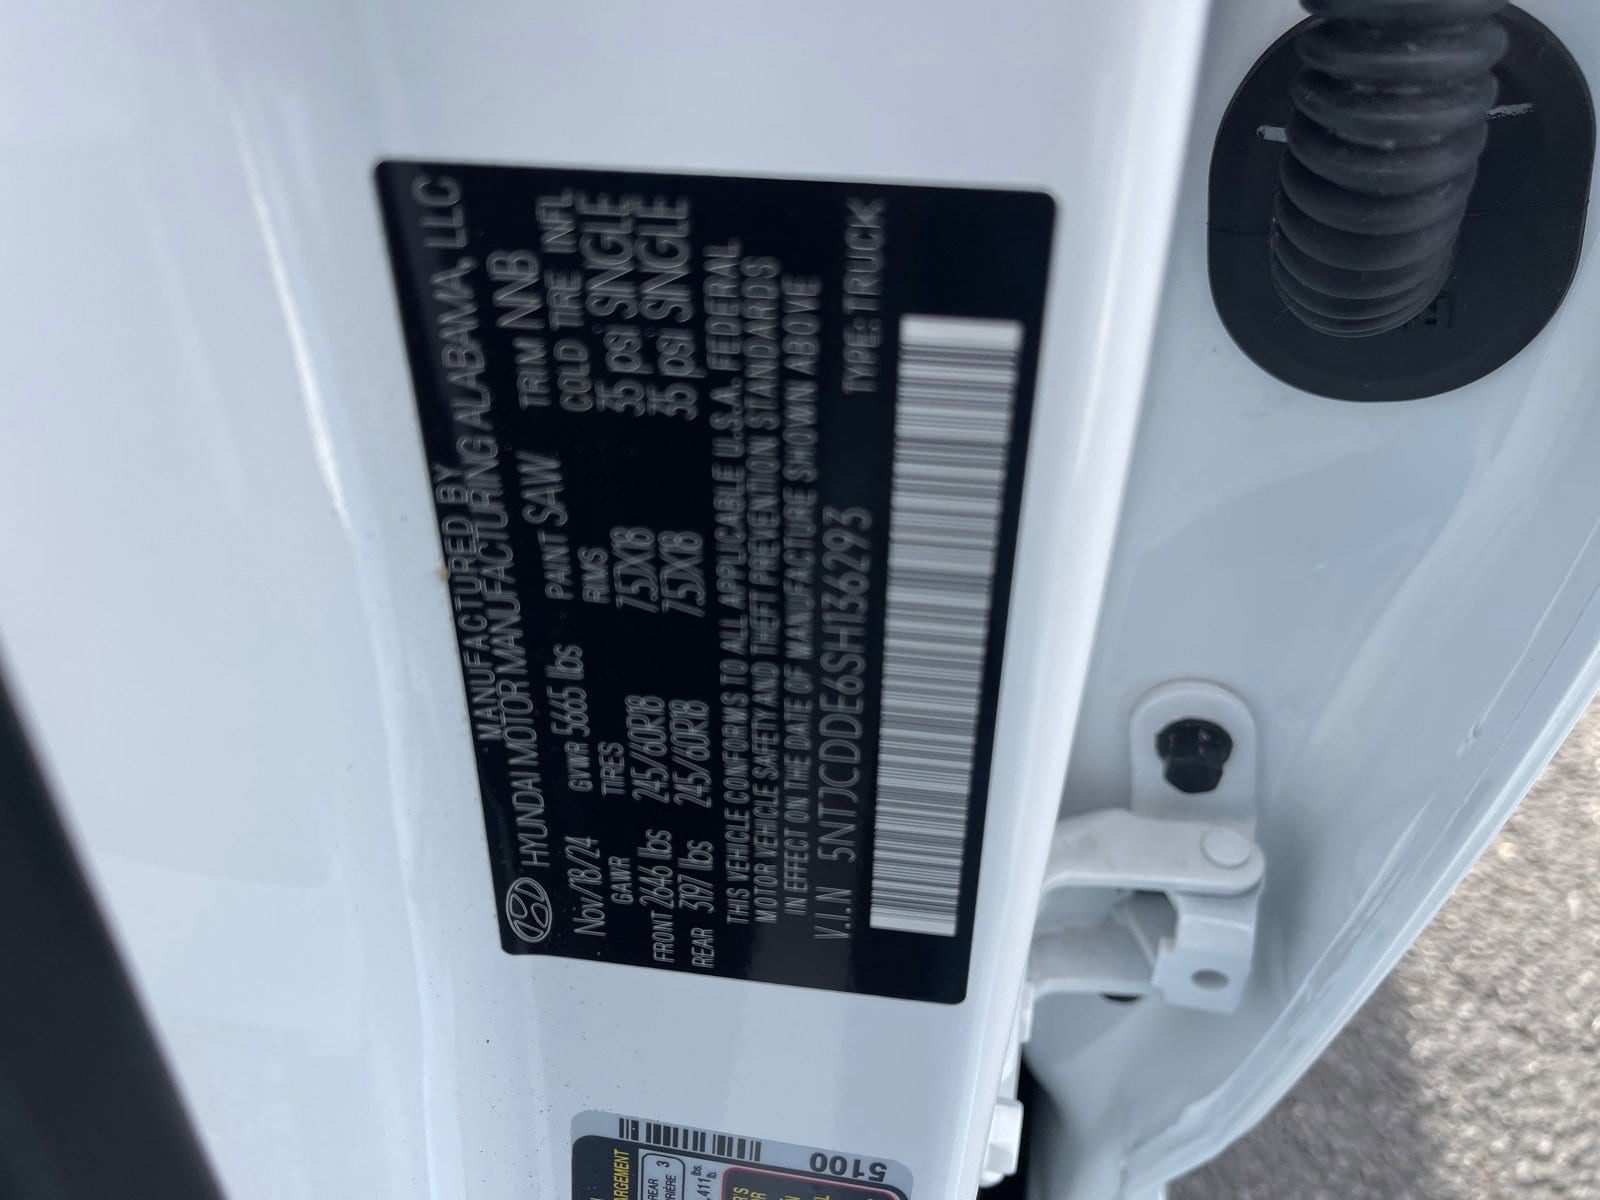 MANUFACTURED BY
HYUNDAI MOTOR MANUFACTURING ALABAMA, LLC
Nov/18/24 GVWR 5665 lbs PAINT SAW TRIM NNB
GAWR TIRES RIMS COLD TIRE INFL
FRONT 2646 lbs 245/60R18 7.5JX18 35 psi SINGLE
REAR 3197 lbs 245/60R18 7.5JX18 35 psi SINGLE
THIS VEHICLE CONFORMS TO ALL APPLICABLE U.S.A. FEDERAL
MOTOR VEHICLE SAFETY AND THEFT PREVENTION STANDARDS
IN EFFECT ON THE DATE OF MANUFACTURE SHOWN ABOVE
V.I.N 5NTJCDDE6SH136293 TYPE:TRUCK
5100
REAR 3